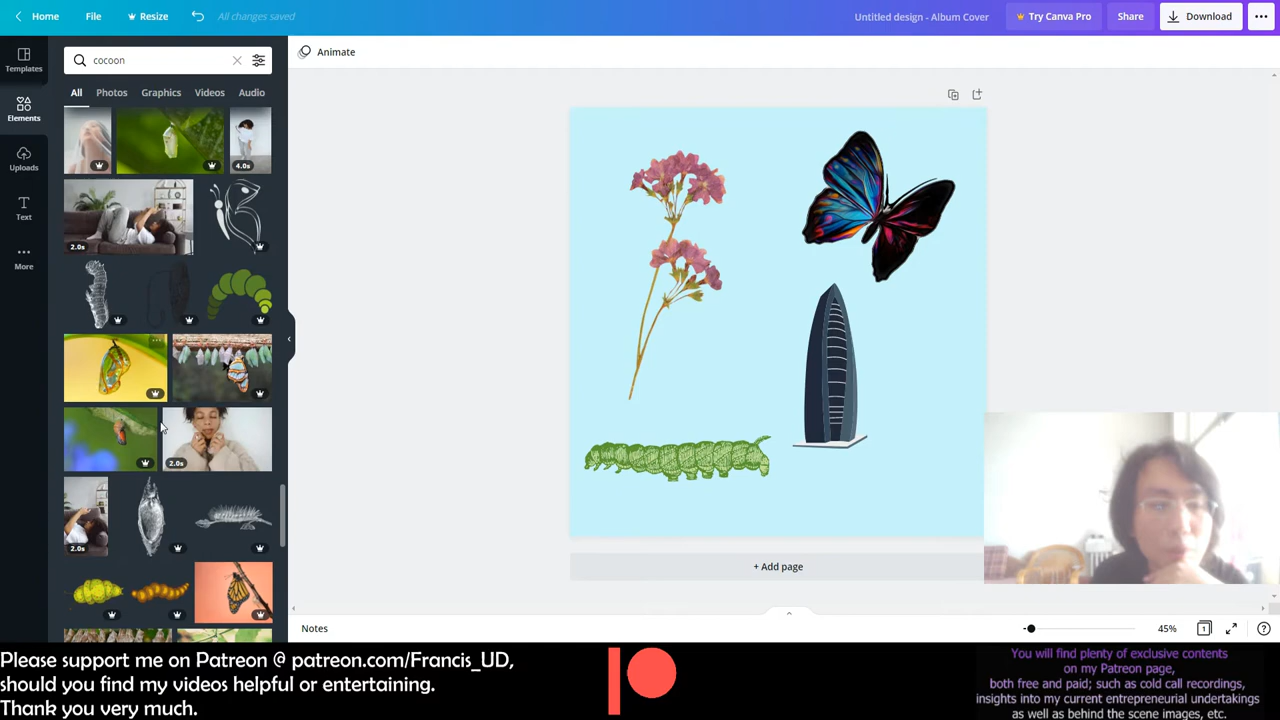 Home
File
Resize
All changes saved
Untitled design - Album Cover
Try Canva Pro
Share
Download
Templates
Elements
Uploads
Text
More
cocoon
All
Photos
Graphics
Videos
Audio
4.0s
2.0s
2.0s
2.0s
Animate
+ Add page
Notes
45%
1
Please support me on Patreon @ patreon.com/Francis_UD,
should you find my videos helpful or entertaining.
Thank you very much.
You will find plenty of exclusive contents
on my Patreon page,
both free and paid; such as cold call recordings,
insights into my current entrepreneurial undertakings
as well as behind the scene images, etc.